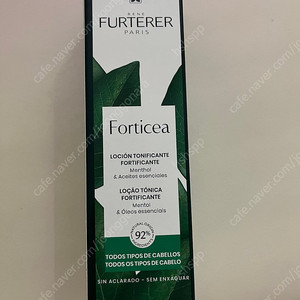 RENE
FURTERER
PARIS
Forticea
LOCIÓN TONIFICANTE
FORTIFICANTE
Menthol
& Aceites esenciales
LOÇÃO TÓNICA
FORTIFICANTE
Mentol
& Óleos essenciais
92%
TODOS TIPOS DE CABELLOS
TODOS OS TIPOS DE CABELO
SIN ACLARADO - SEM ENXAGUAR